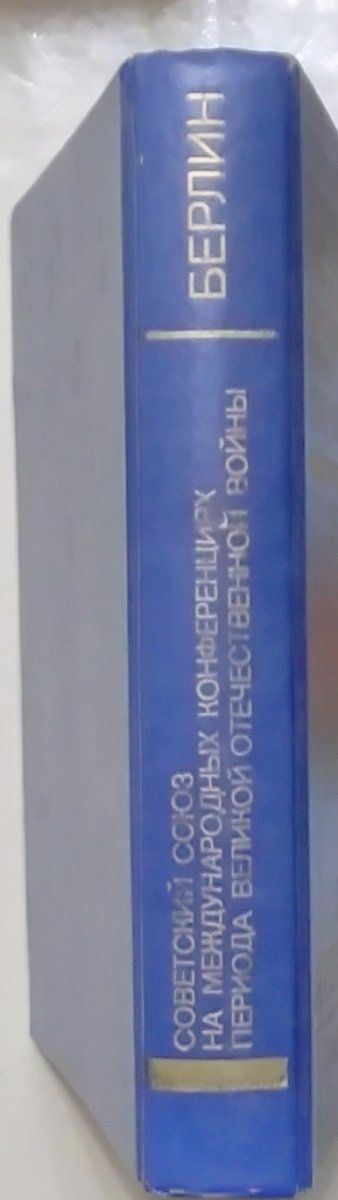 СОВЕТСКИЙ СОЮЗ
НА МЕЖДУНАРОДНЫХ КОНФЕРЕНЦИЯХ
ПЕРИОДА ВЕЛИКОЙ ОТЕЧЕСТВЕННОЙ ВОЙНЫ
БЕРЛИН